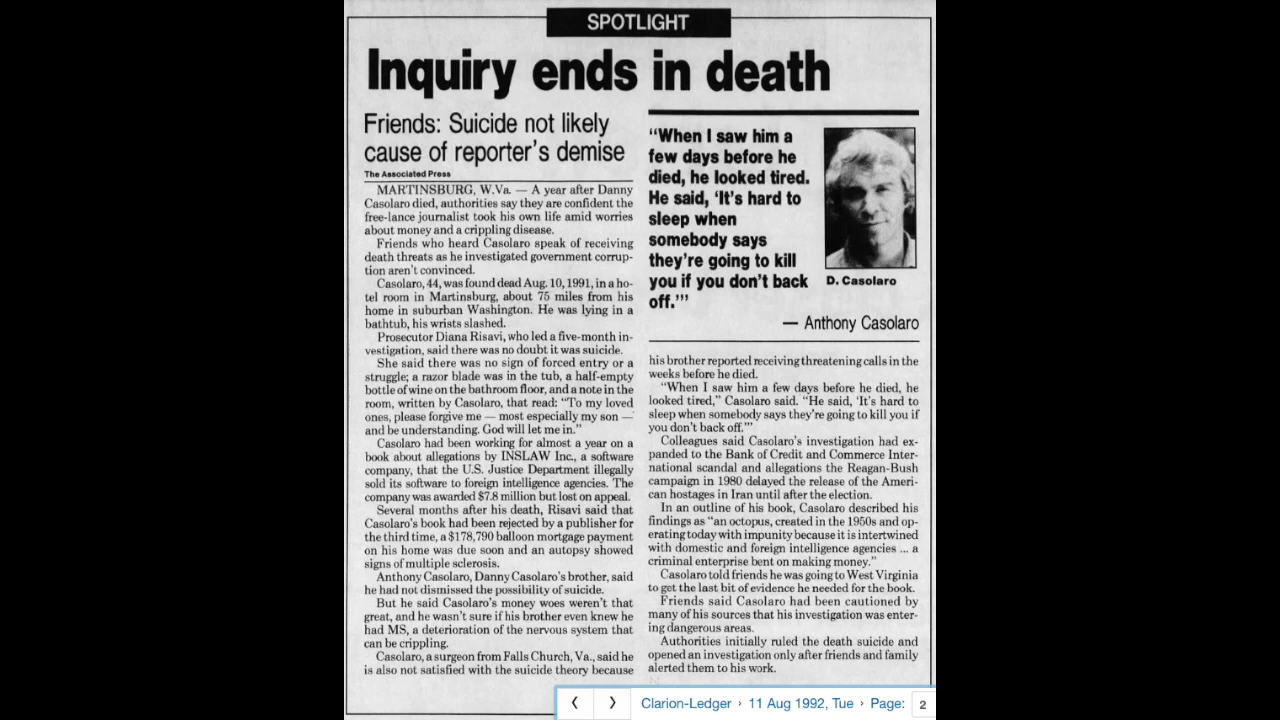 SPOTLIGHT
Inquiry ends in death
Friends: Suicide not likely
cause of reporter's demise
The Associated Press
MARTINSBURG, W.Va. — A year after Danny
Casolaro died, authorities say they are confident the
free-lance journalist took his own life amid worries
about money and a crippling disease.
Friends who heard Casolaro speak of receiving
death threats as he investigated government corrup-
tion aren't convinced.
Casolaro, 44, was found dead Aug. 10, 1991, in a ho-
tel room in Martinsburg, about 75 miles from his
home in suburban Washington. He was lying in a
bathtub, his wrists slashed.
Prosecutor Diana Risavi, who led a five-month in-
vestigation, said there was no doubt it was suicide.
She said there was no sign of forced entry or a
struggle; a razor blade was in the tub, a half-empty
bottle of wine on the bathroom floor, and a note in the
room, written by Casolaro, that read: "To my loved
ones, please forgive me — most especially my son —
and be understanding. God will let me in."
Casolaro had been working for almost a year on a
book about allegations by INSLAW Inc., a software
company, that the U.S. Justice Department illegally
sold its software to foreign intelligence agencies. The
company was awarded $7.8 million but lost on appeal.
Several months after his death, Risavi said that
Casolaro's book had been rejected by a publisher for
the third time, a $178,790 balloon mortgage payment
on his home was due soon and an autopsy showed
signs of multiple sclerosis.
Anthony Casolaro, Danny Casolaro's brother, said
he had not dismissed the possibility of suicide.
But he said Casolaro's money woes weren't that
great, and he wasn't sure if his brother even knew he
had MS, a deterioration of the nervous system that
can be crippling.
Casolaro, a surgeon from Falls Church, Va., said he
is also not satisfied with the suicide theory because
"When I saw him a
few days before he
died, he looked tired.
He said, 'It's hard to
sleep when
somebody says
they're going to kill
you if you don't back
off.'"
— Anthony Casolaro
D. Casolaro
his brother reported receiving threatening calls in the
weeks before he died.
"When I saw him a few days before he died, he
looked tired," Casolaro said. "He said, 'It's hard to
sleep when somebody says they're going to kill you if
you don't back off.'"
Colleagues said Casolaro's investigation had ex-
panded to the Bank of Credit and Commerce Inter-
national scandal and allegations the Reagan-Bush
campaign in 1980 delayed the release of the Ameri-
can hostages in Iran until after the election.
In an outline of his book, Casolaro described his
findings as "an octopus, created in the 1950s and op-
erating today with impunity because it is intertwined
with domestic and foreign intelligence agencies ... a
criminal enterprise bent on making money."
Casolaro told friends he was going to West Virginia
to get the last bit of evidence he needed for the book.
Friends said Casolaro had been cautioned by
many of his sources that his investigation was enter-
ing dangerous areas.
Authorities initially ruled the death suicide and
opened an investigation only after friends and family
alerted them to his work.
Clarion-Ledger › 11 Aug 1992, Tue › Page: 2